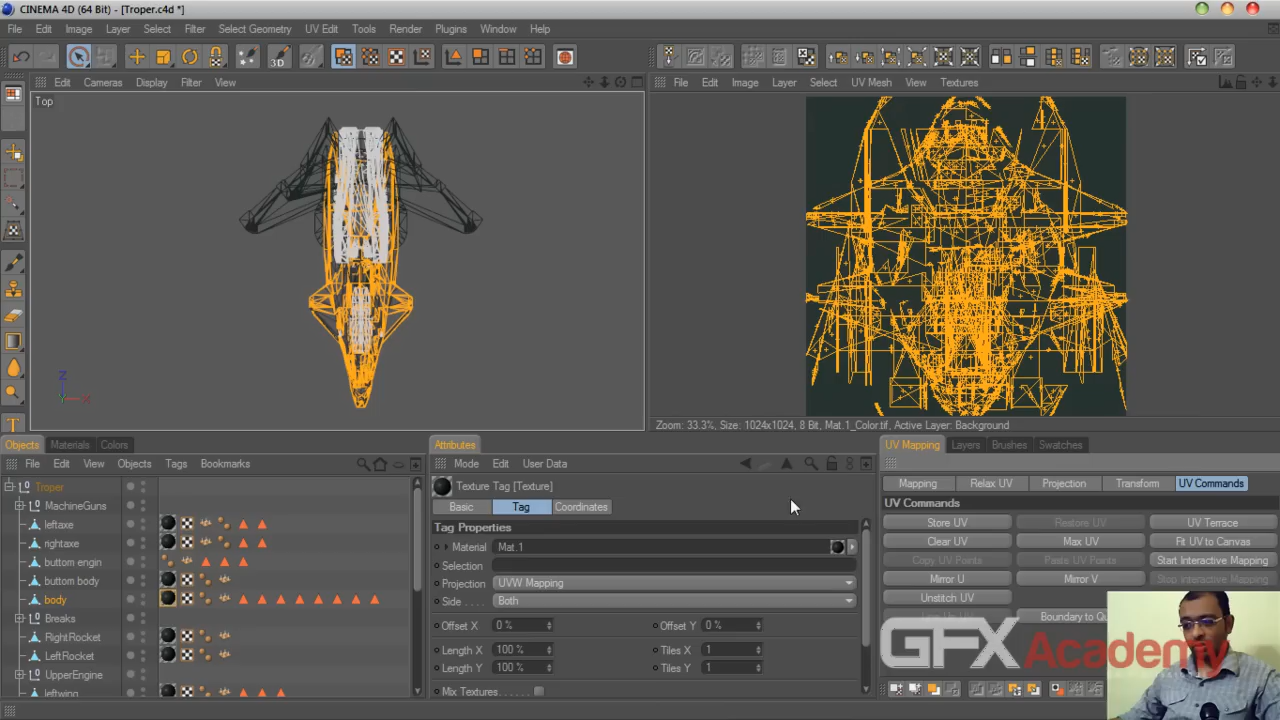 CINEMA 4D (64 Bit) - [Troper.c4d *]
File Edit Image Layer Filter Select Select Geometry UV Edit Tools Render Plugins Window Help
3D
Edit Cameras Display Filter View
File Edit Image Layer Select UV Mesh View Textures
Top
Z
Y X
T
Zoom: 33.3%, Size: 1024x1024, 8 Bit, Mat.1_Color.tif, Active Layer: Background
Objects Materials Colors
Attributes
UV Mapping Layers Brushes Swatches
File Edit View Objects Tags Bookmarks
Mode Edit User Data
Troper
MachineGuns
leftaxe
rightaxe
buttom engin
buttom body
body
Breaks
RightRocket
LeftRocket
UpperEngine
leftwing
Texture Tag [Texture]
Basic Tag Coordinates
Tag Properties
Material Mat.1
Selection
Projection UVW Mapping
Side Both
Offset X 0 % Offset Y 0 %
Length X 100 % Tiles X 1
Length Y 100 % Tiles Y 1
Mix Textures
Mapping Relax UV Projection Transform UV Commands
UV Commands
Store UV Restore UV UV Terrace
Clear UV Max UV Fit UV to Canvas
Copy UV Points Paste UV Points Start Interactive Mapping
Mirror U Mirror V Stop Interactive Mapping
Unstitch UV
Line Up UV Boundary to Qu
GFX Academy